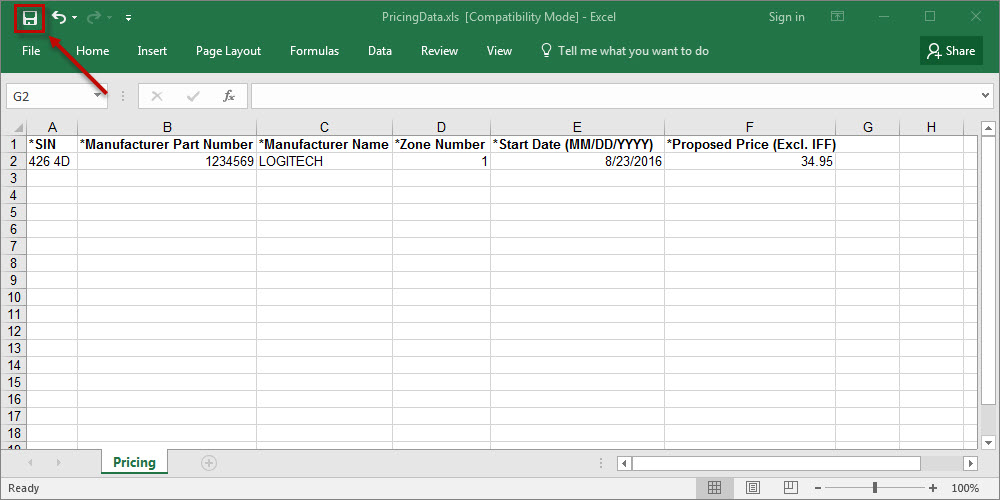 PricingData.xls [Compatibility Mode] - Excel Sign in
File Home Insert Page Layout Formulas Data Review View Tell me what you want to do Share
G2 fx
A B C D E F G H
1 *SIN *Manufacturer Part Number *Manufacturer Name *Zone Number *Start Date (MM/DD/YYYY) *Proposed Price (Excl. IFF)
2 426 4D 1234569 LOGITECH 1 8/23/2016 34.95
3
4
5
6
7
8
9
10
11
12
13
14
15
16
17
18
19
Pricing
Ready 100%